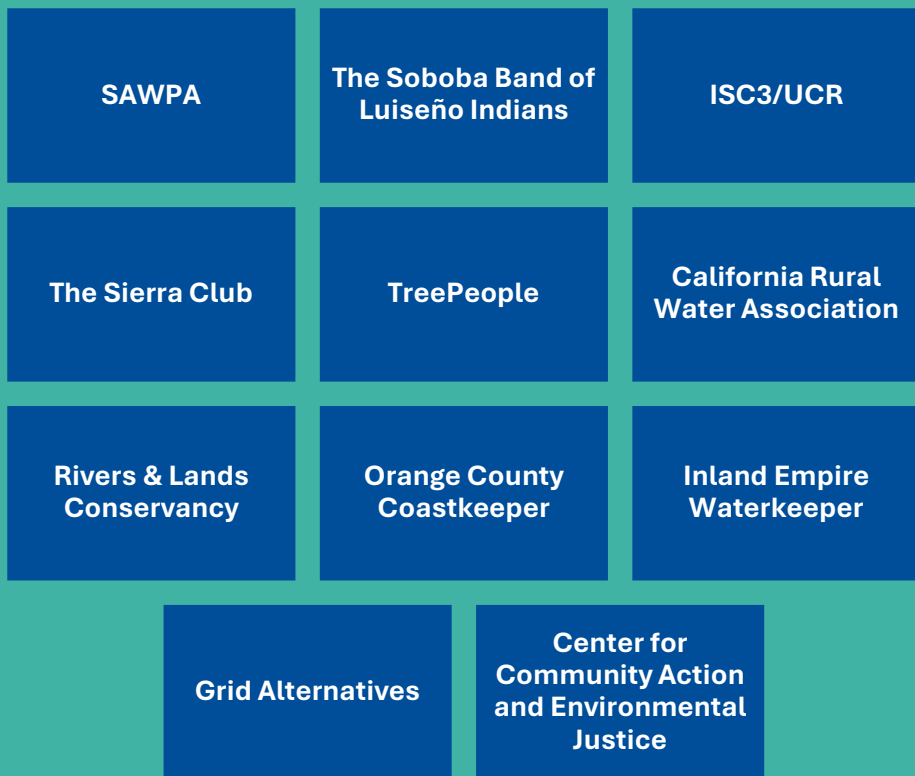 SAWPA
The Soboba Band of
Luiseño Indians
ISC3/UCR
The Sierra Club
TreePeople
California Rural
Water Association
Rivers & Lands
Conservancy
Orange County
Coastkeeper
Inland Empire
Waterkeeper
Grid Alternatives
Center for
Community Action
and Environmental
Justice